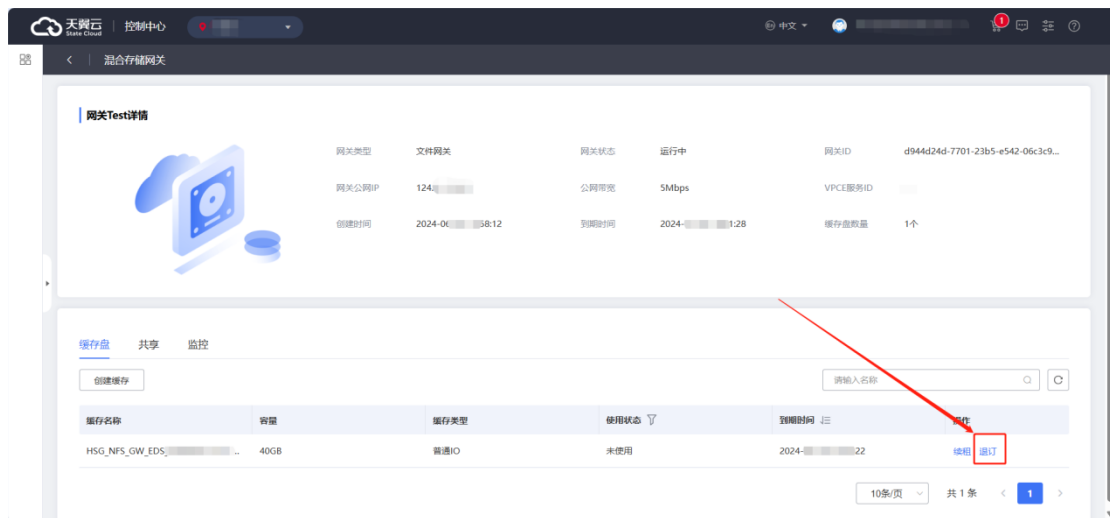 天翼云 State Cloud 控制中心 中文 1
混合存储网关
网关Test详情
网关类型 文件网关 网关状态 运行中 网关ID d944d24d-7701-23b5-e542-06c3c9...
网关公网IP 124. 公网带宽 5Mbps VPCE服务ID
创建时间 2024-06 58:12 到期时间 2024- 1:28 缓存盘数量 1个
缓存盘 共享 监控
创建缓存 请输入名称
缓存名称 容量 缓存类型 使用状态 到期时间 操作
HSG_NFS_GW_EDS .. 40GB 普通IO 未使用 2024- 22 续租 退订
10条/页 共 1 条 1